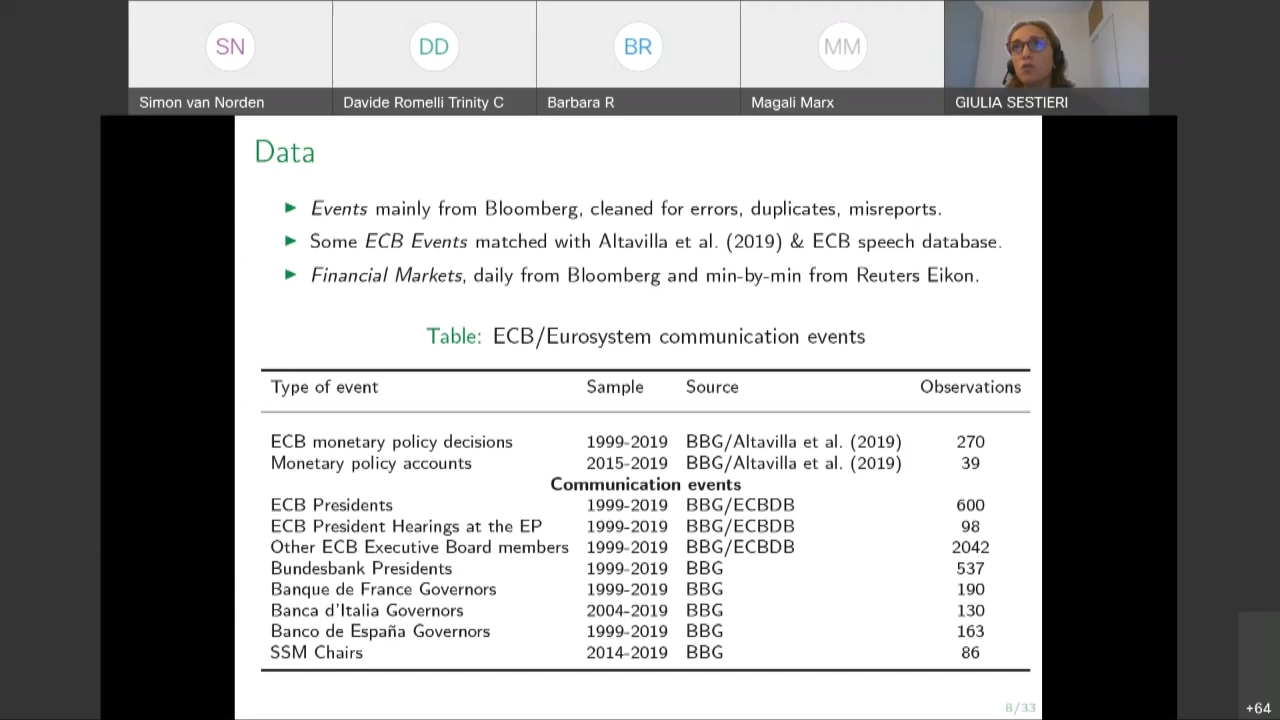 SN DD BR MM
Simon van Norden Davide Romelli Trinity C Barbara R Magali Marx GIULIA SESTIERI
Data
Events mainly from Bloomberg, cleaned for errors, duplicates, misreports.
Some ECB Events matched with Altavilla et al. (2019) & ECB speech database.
Financial Markets, daily from Bloomberg and min-by-min from Reuters Eikon.
Table: ECB/Eurosystem communication events
Type of event Sample Source Observations
ECB monetary policy decisions 1999-2019 BBG/Altavilla et al. (2019) 270
Monetary policy accounts 2015-2019 BBG/Altavilla et al. (2019) 39
Communication events
ECB Presidents 1999-2019 BBG/ECBDB 600
ECB President Hearings at the EP 1999-2019 BBG/ECBDB 98
Other ECB Executive Board members 1999-2019 BBG/ECBDB 2042
Bundesbank Presidents 1999-2019 BBG 537
Banque de France Governors 1999-2019 BBG 190
Banca d'Italia Governors 2004-2019 BBG 130
Banco de España Governors 1999-2019 BBG 163
SSM Chairs 2014-2019 BBG 86
8/33
+64